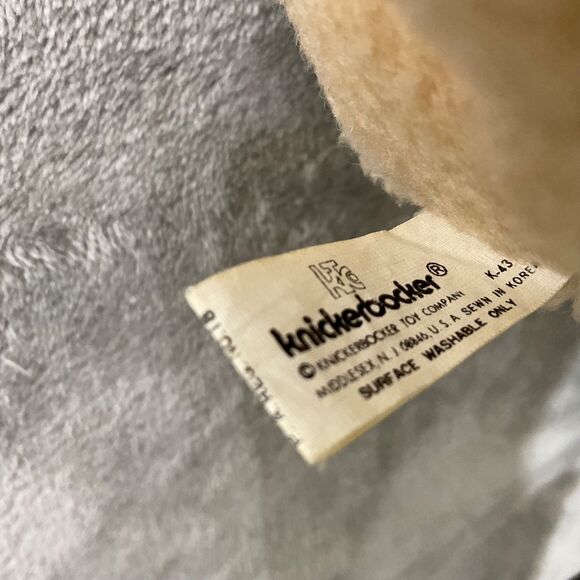 KTC
knickerbocker®
K-43
© KNICKERBOCKER TOY COMPANY
MIDDLESEX, N. J. 08846, U. S. A. SEWN IN KOREA
SURFACE WASHABLE ONLY